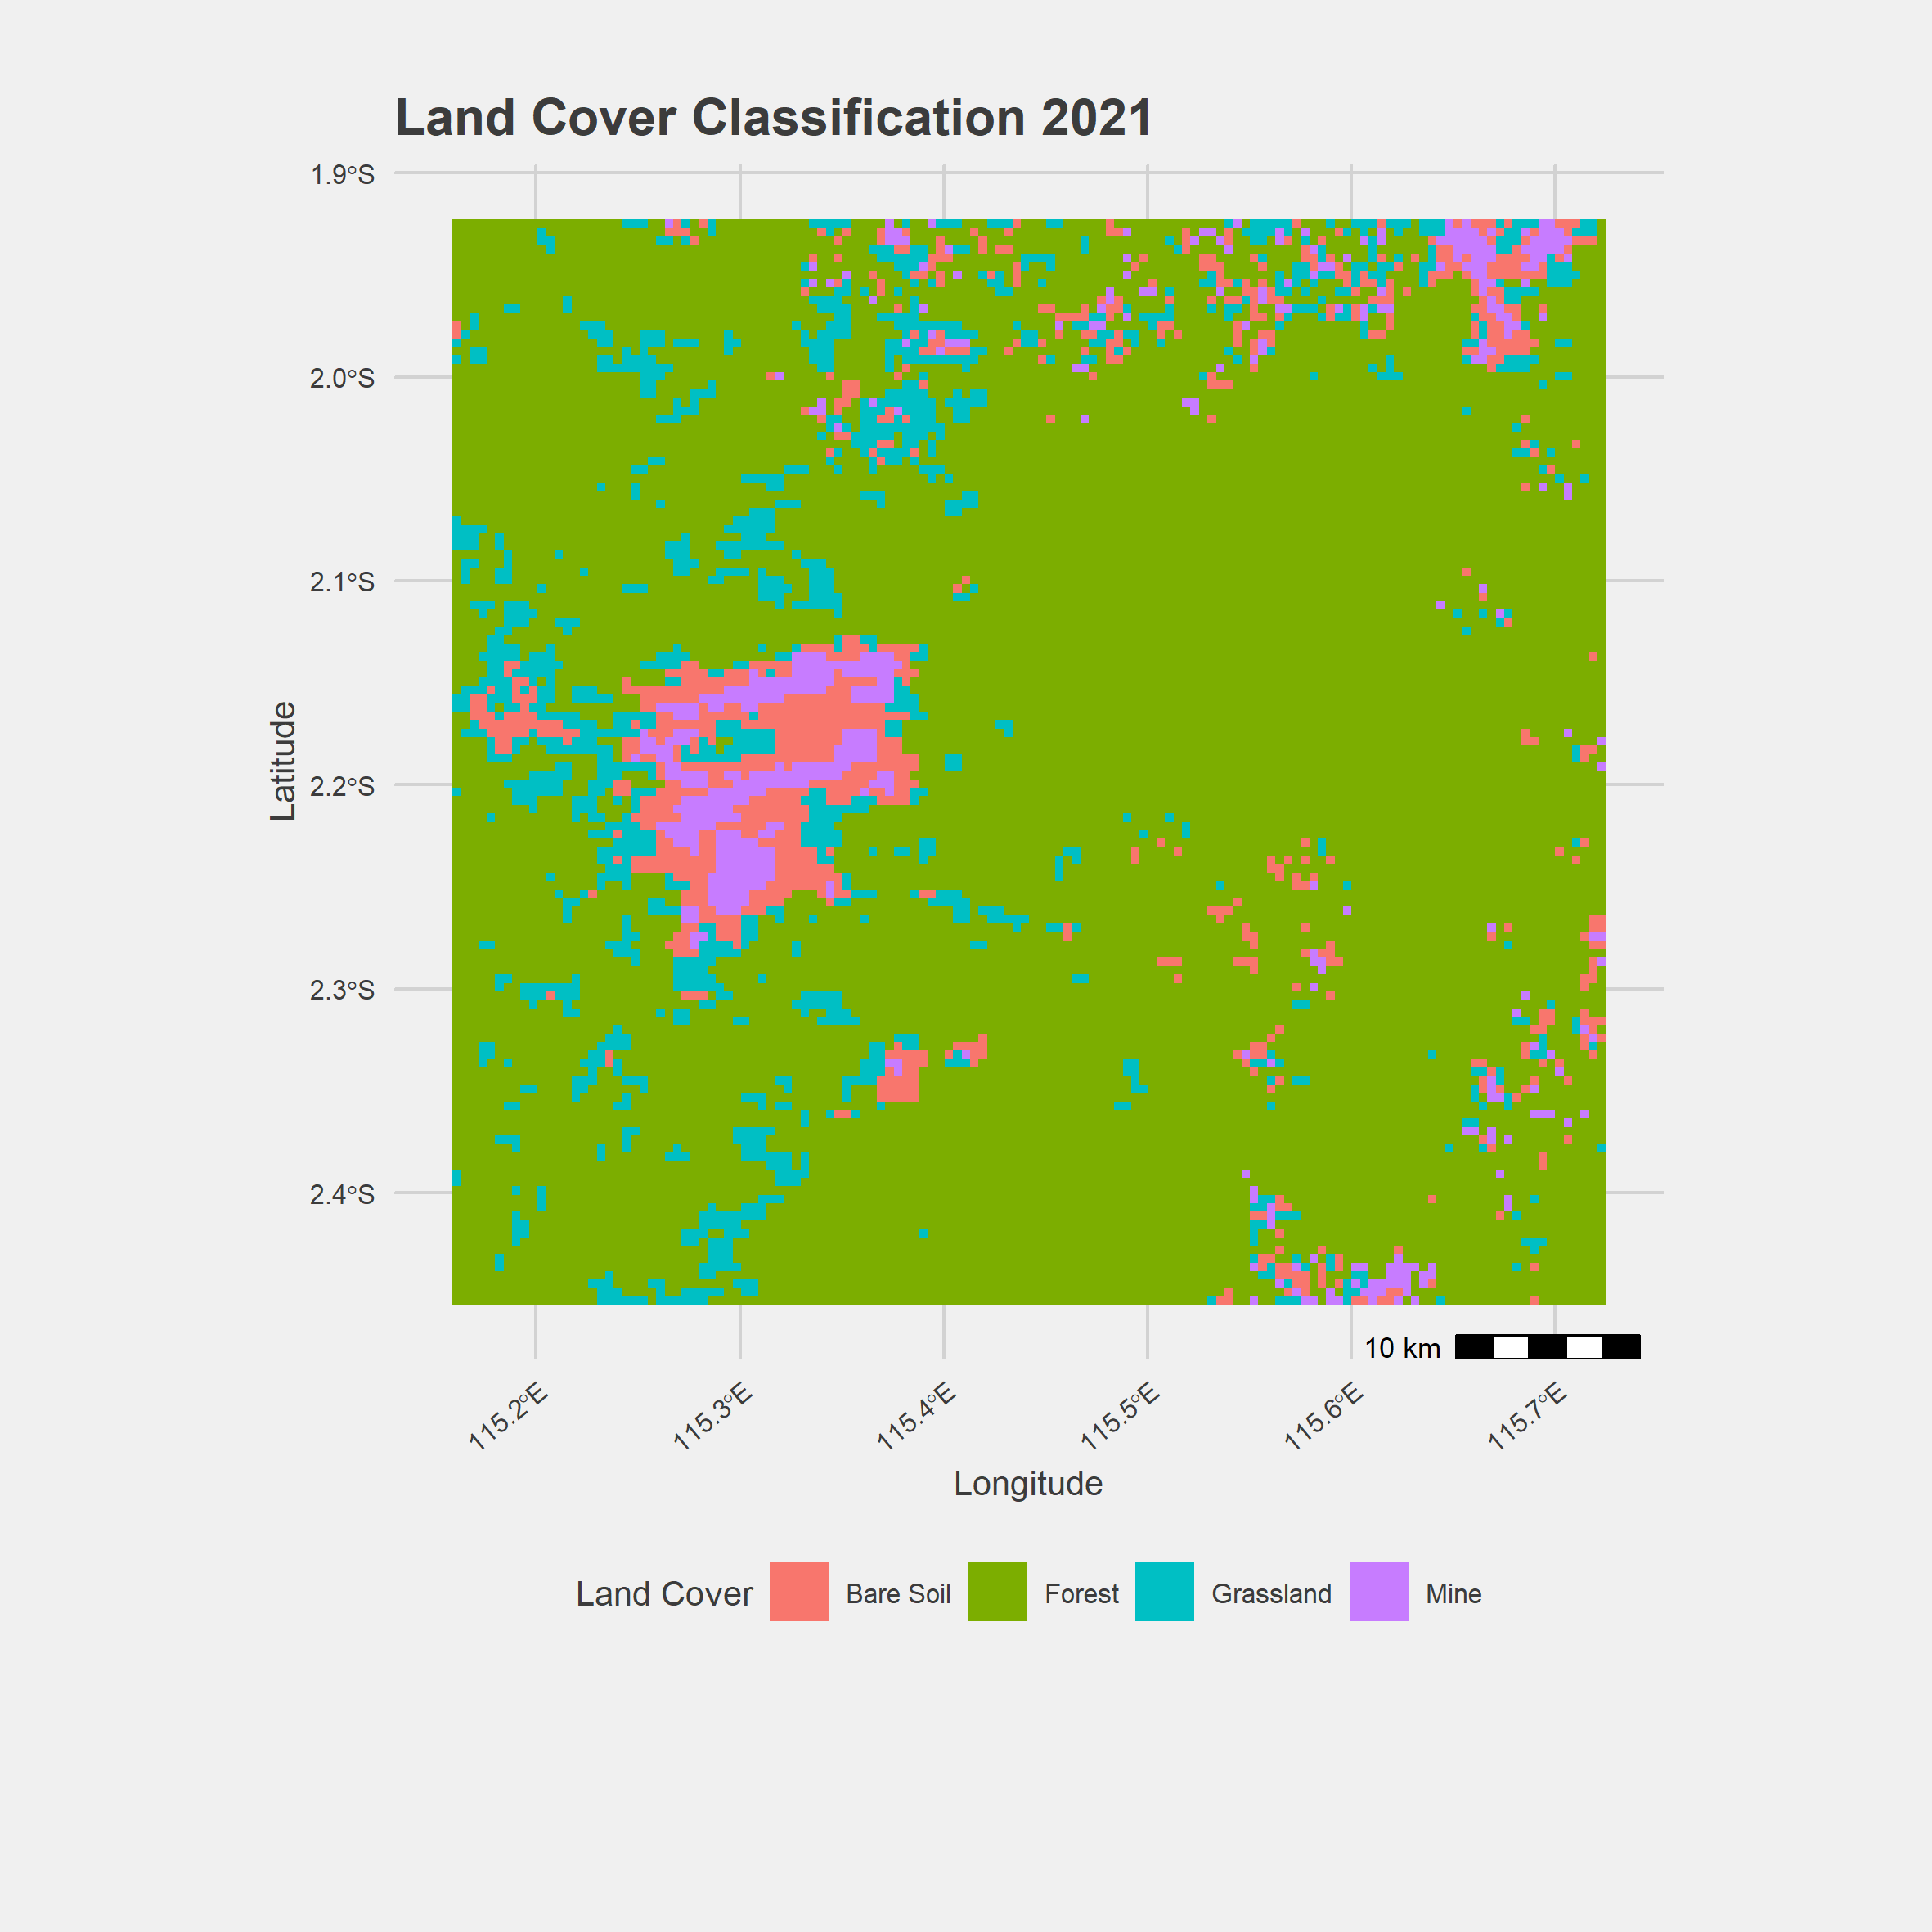 Land Cover Classification 2021
1.9°S
2.0°S
2.1°S
2.2°S
2.3°S
2.4°S
Latitude
10 km
115.2°E
115.3°E
115.4°E
115.5°E
115.6°E
115.7°E
Longitude
Land Cover Bare Soil Forest Grassland Mine